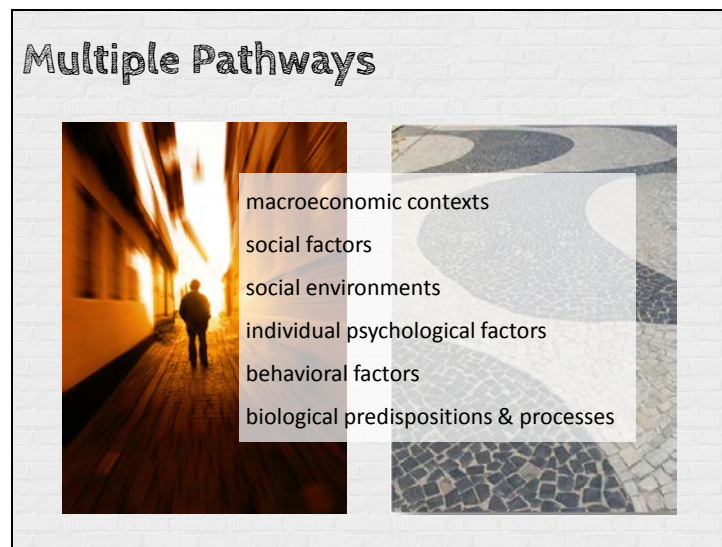 Multiple Pathways
macroeconomic contexts
social factors
social environments
individual psychological factors
behavioral factors
biological predispositions & processes